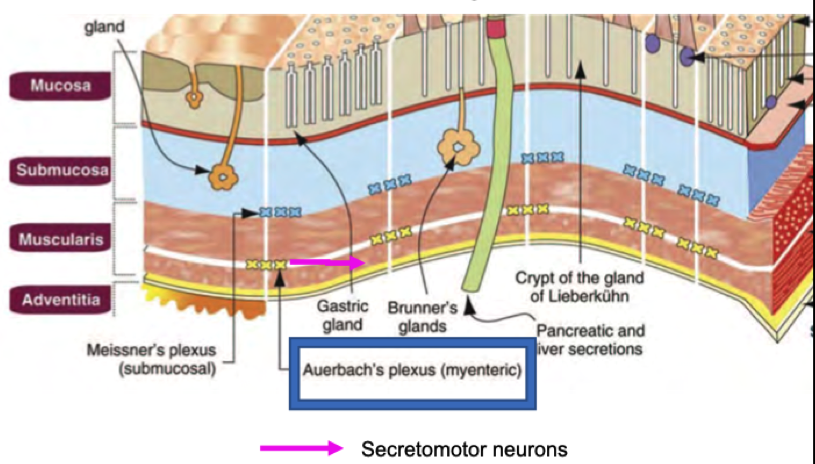 gland
Mucosa
Submucosa
Muscularis
Adventitia
Gastric
gland
Brunner's
glands
Crypt of the gland
of Lieberkühn
Pancreatic and
iver secretions
Meissner's plexus
(submucosal)
Auerbach's plexus (myenteric)
Secretomotor neurons